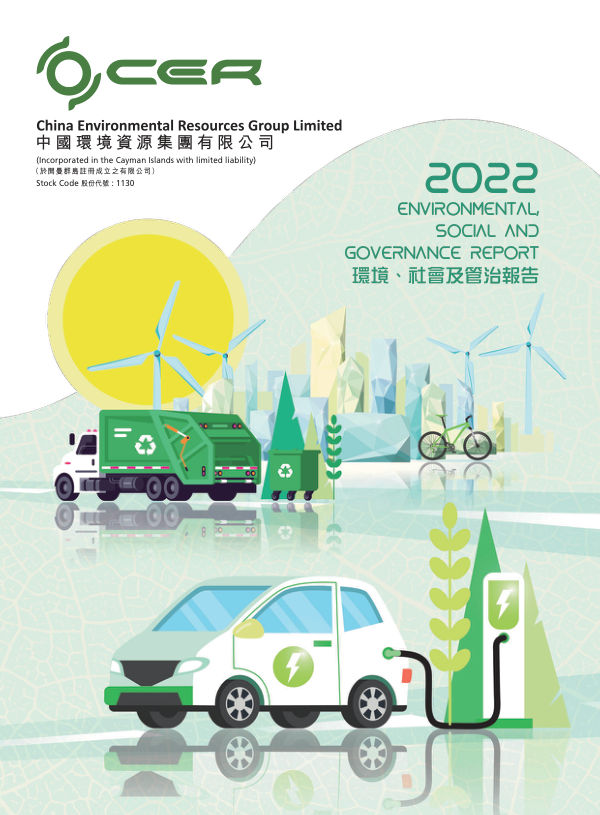 CER
China Environmental Resources Group Limited
中國環境資源集團有限公司
(Incorporated in the Cayman Islands with limited liability)
(於開曼群島註冊成立之有限公司)
Stock Code 股份代號 : 1130
2022
ENVIRONMENTAL,
SOCIAL AND
GOVERNANCE REPORT
環境、社會及管治報告